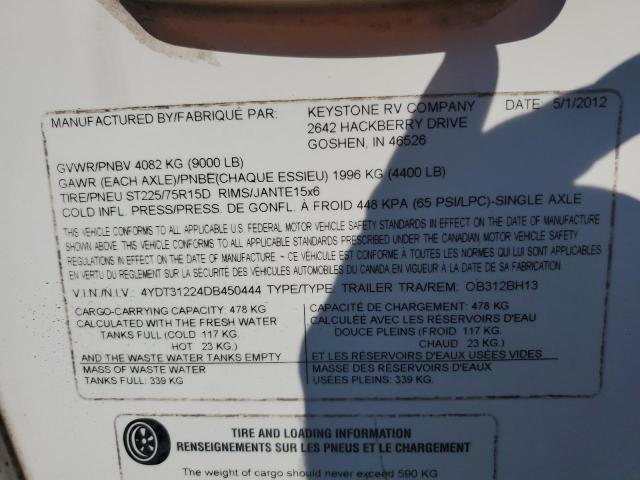 MANUFACTURED BY/FABRIQUÉ PAR: KEYSTONE RV COMPANY DATE 5/1/2012
2642 HACKBERRY DRIVE
GOSHEN, IN 46526
GVWR/PNBV 4082 KG (9000 LB)
GAWR (EACH AXLE)/PNBE(CHAQUE ESSIEU) 1996 KG (4400 LB)
TIRE/PNEU ST225/75R15D RIMS/JANTE15x6
COLD INFL. PRESS/PRESS. DE GONFL. À FROID 448 KPA (65 PSI/LPC)-SINGLE AXLE
THIS VEHICLE CONFORMS TO ALL APPLICABLE U.S. FEDERAL MOTOR VEHICLE SAFETY STANDARDS IN EFFECT ON THE DATE OF MANUFACTURE
SHOWN ABOVE. THIS VEHICLE CONFORMS TO ALL APPLICABLE STANDARDS PRESCRIBED UNDER THE CANADIAN MOTOR VEHICLE SAFETY
REGULATIONS IN EFFECT ON THE DATE OF MANUFACTURE - CE VÉHICULE EST CONFORME À TOUTES LES NORMES QUI LUI SONT APPLICABLES
EN VERTU DU RÈGLEMENT SUR LA SÉCURITÉ DES VÉHICULES AUTOMOBILES DU CANADA EN VIGUEUR À LA DATE DE SA FABRICATION.
V.I.N./N.I.V.: 4YDT31224DB450444 TYPE/TYPE: TRAILER TRA/REM: OB312BH13
CARGO-CARRYING CAPACITY: 478 KG
CALCULATED WITH THE FRESH WATER
TANKS FULL (COLD 117 KG.
HOT 23 KG.)
AND THE WASTE WATER TANKS EMPTY
MASS OF WASTE WATER
TANKS FULL: 339 KG
CAPACITÉ DE CHARGEMENT: 478 KG
CALCULÉE AVEC LES RÉSERVOIRS D'EAU
DOUCE PLEINS (FROID 117 KG.
CHAUD 23 KG.)
ET LES RÉSERVOIRS D'EAUX USÉES VIDES
MASSE DES RÉSERVOIRS D'EAUX
USÉES PLEINS: 339 KG.
TIRE AND LOADING INFORMATION
RENSEIGNEMENTS SUR LES PNEUS ET LE CHARGEMENT
The weight of cargo should never exceed 590 KG